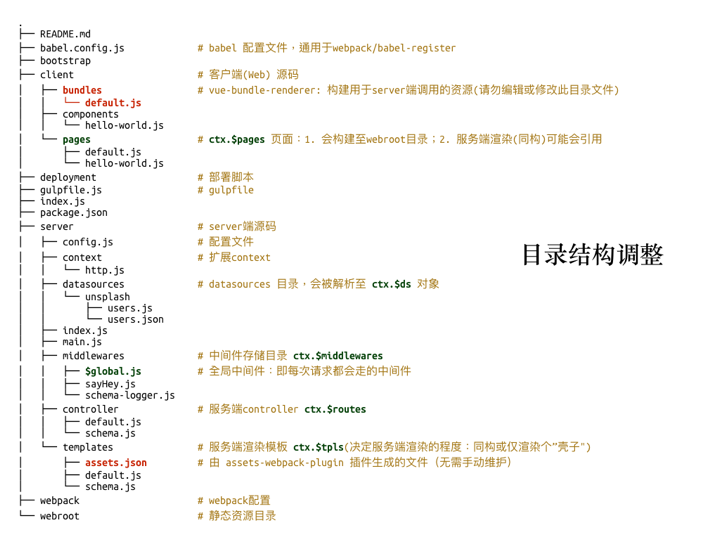 .
├── README.md
├── babel.config.js # babel 配置文件，通用于webpack/babel-register
├── bootstrap
├── client # 客户端(Web) 源码
│   ├── bundles # vue-bundle-renderer: 构建用于server端调用的资源(请勿编辑或修改此目录文件)
│   │   └── default.js
│   ├── components
│   │   └── hello-world.js
│   └── pages # ctx.$pages 页面：1. 会构建至webroot目录；2. 服务端渲染(同构)可能会引用
│       ├── default.js
│       └── hello-world.js
├── deployment # 部署脚本
├── gulpfile.js # gulpfile
├── index.js
├── package.json
├── server # server端源码
│   ├── config.js # 配置文件
│   ├── context # 扩展context
│   │   └── http.js
│   ├── datasources # datasources 目录，会被解析至 ctx.$ds 对象
│   │   └── unsplash
│   │       ├── users.js
│   │       └── users.json
│   ├── index.js
│   ├── main.js
│   ├── middlewares # 中间件存储目录 ctx.$middlewares
│   │   ├── $global.js # 全局中间件：即每次请求都会走的中间件
│   │   ├── sayHey.js
│   │   └── schema-logger.js
│   ├── controller # 服务端controller ctx.$routes
│   │   ├── default.js
│   │   └── schema.js
│   └── templates # 服务端渲染模板 ctx.$tpls(决定服务端渲染的程度：同构或仅渲染个“壳子")
│       ├── assets.json # 由 assets-webpack-plugin 插件生成的文件（无需手动维护）
│       ├── default.js
│       └── schema.js
├── webpack # webpack配置
└── webroot # 静态资源目录
目录结构调整